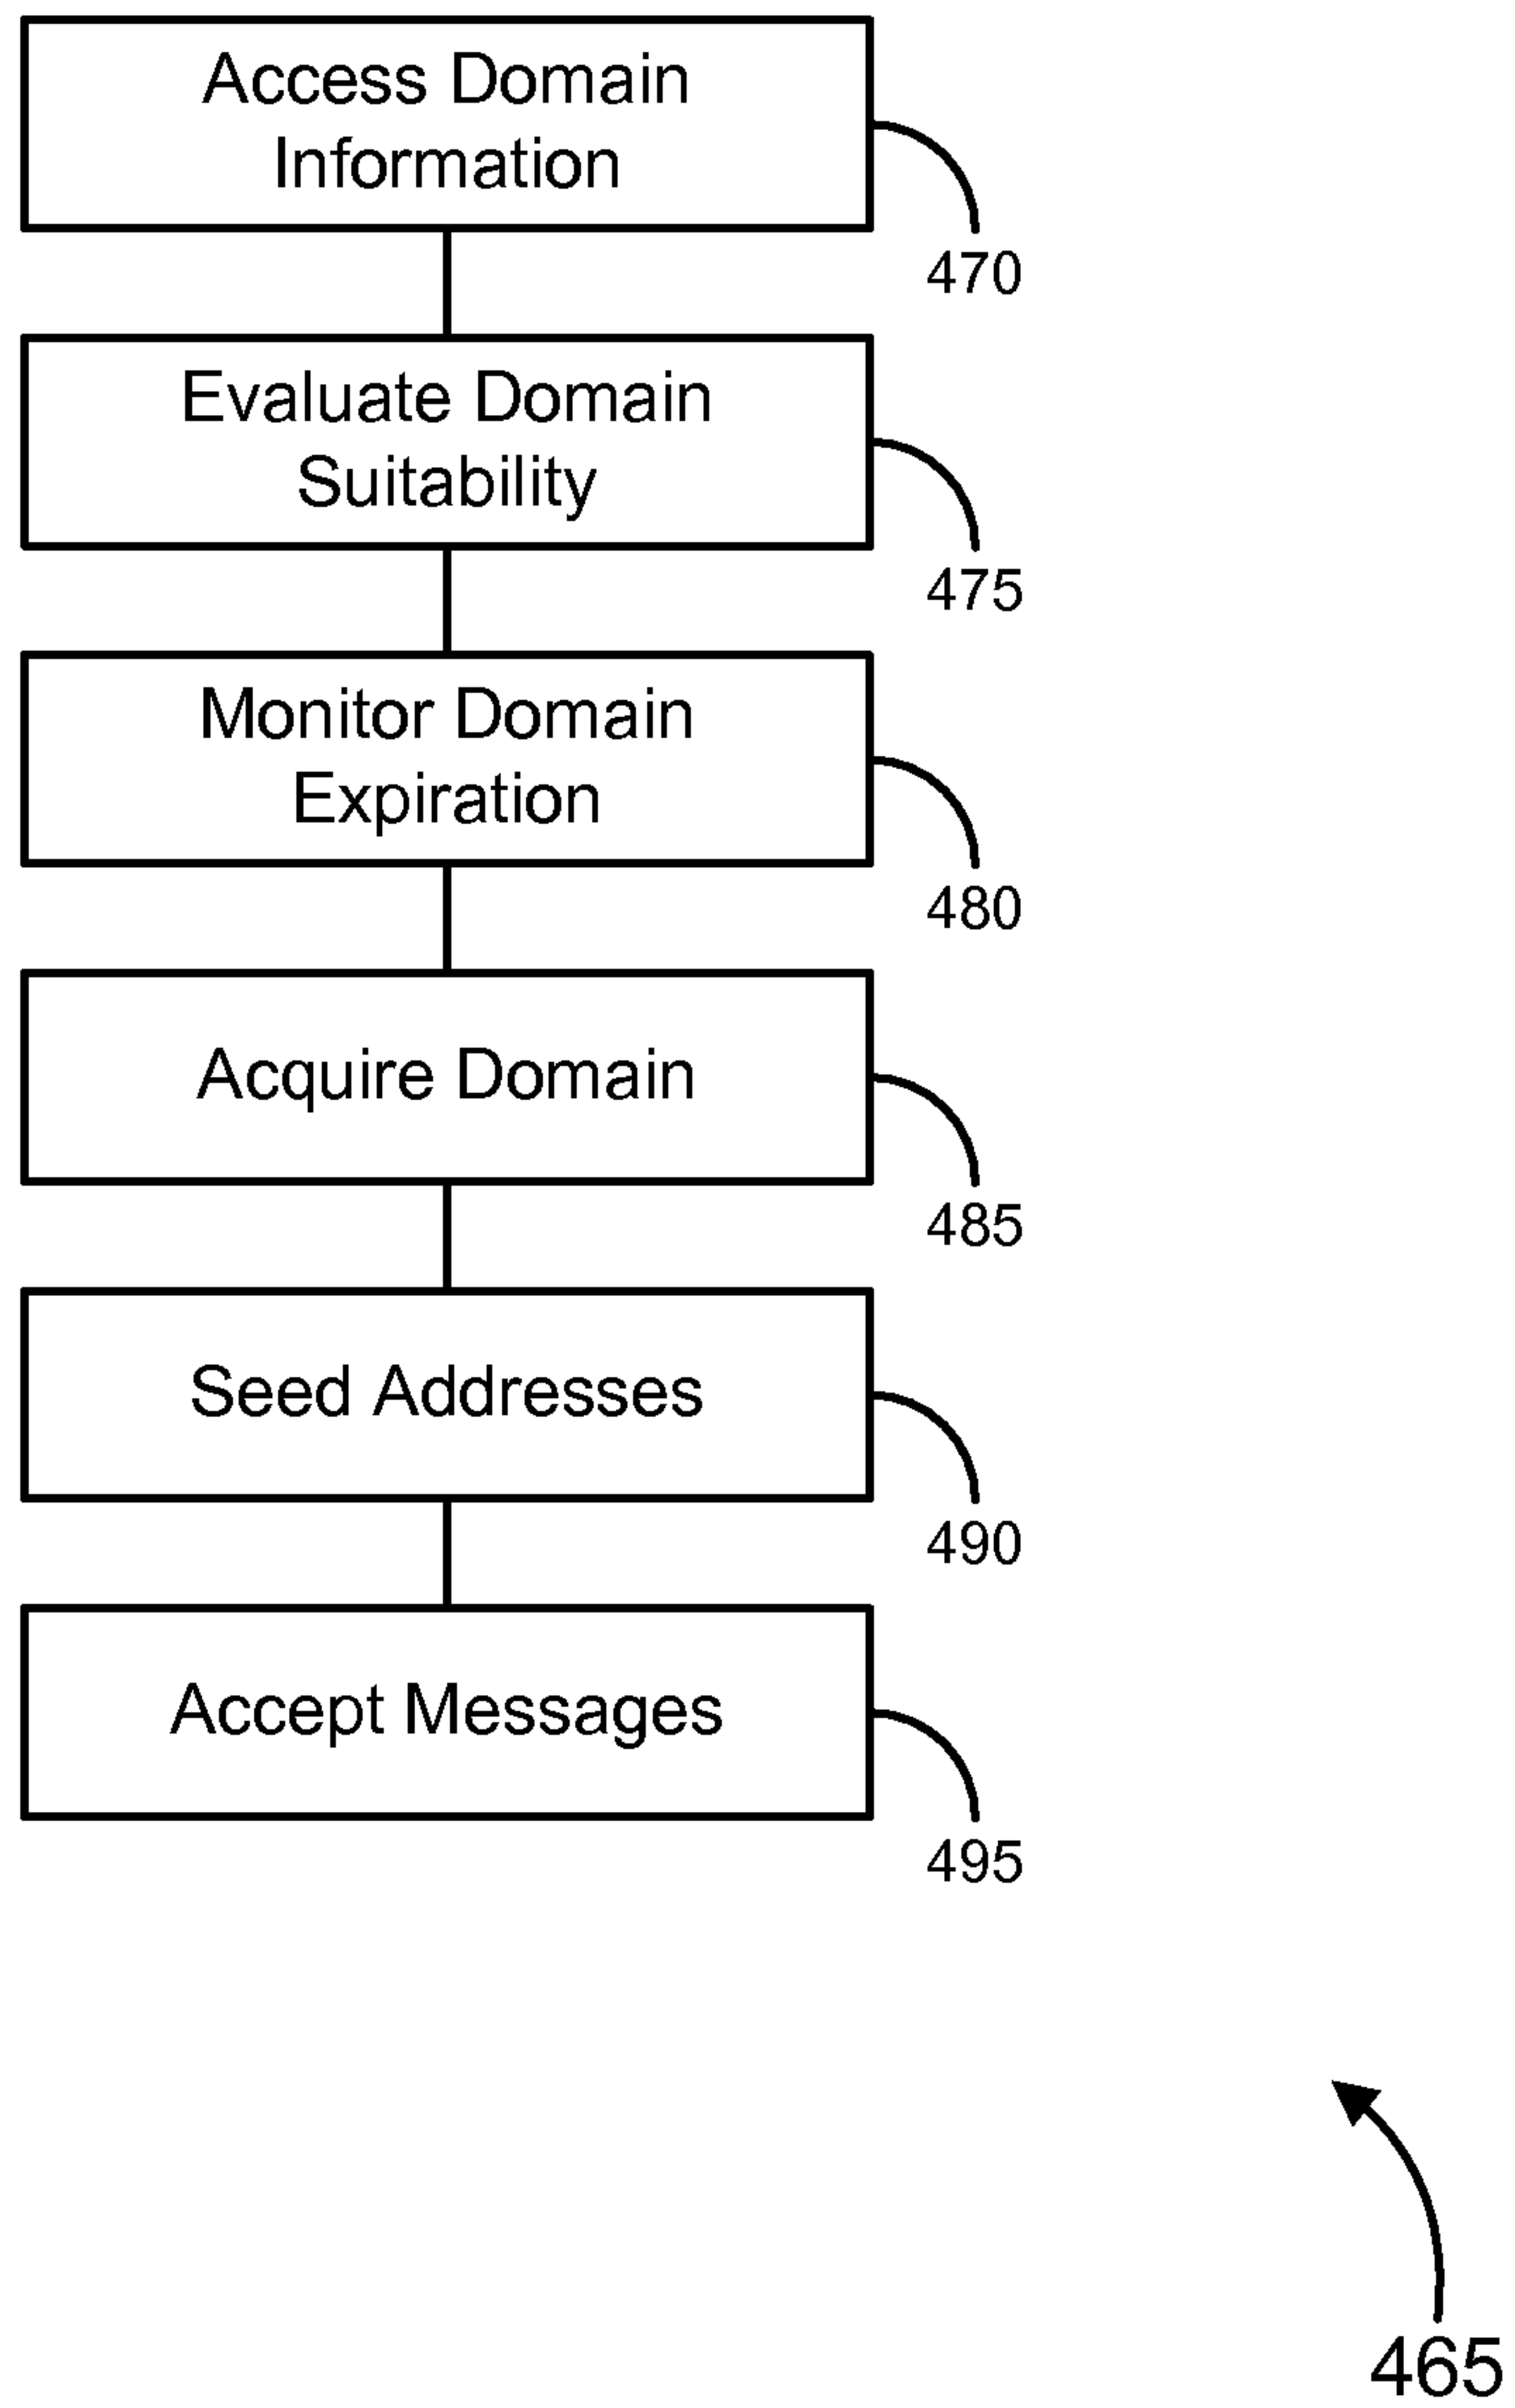 Access Domain
Information
470
Evaluate Domain
Suitability
475
Monitor Domain
Expiration
480
Acquire Domain
485
Seed Addresses
490
Accept Messages
495
465